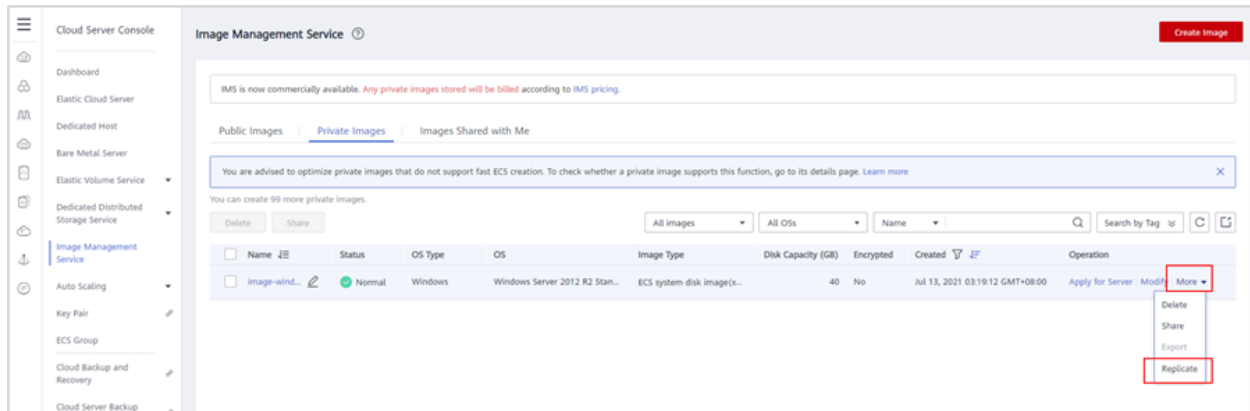 Cloud Server Console
Image Management Service
Create Image
Dashboard
Elastic Cloud Server
Dedicated Host
Bare Metal Server
Elastic Volume Service
Dedicated Distributed
Storage Service
Image Management
Service
Auto Scaling
Key Pair
ECS Group
Cloud Backup and
Recovery
Cloud Server Backup
IMS is now commercially available. Any private images stored will be billed according to IMS pricing.
Public Images Private Images Images Shared with Me
You are advised to optimize private images that do not support fast ECS creation. To check whether a private image supports this function, go to its details page. Learn more
You can create 99 more private images.
Delete Share All images All OSs Name Search by Tag
Name Status OS Type OS Image Type Disk Capacity (GB) Encrypted Created Operation
image-wind... Normal Windows Windows Server 2012 R2 Stan... ECS system disk image(x... 40 No Jul 13, 2021 03:19:12 GMT+08:00 Apply for Server Modify More
Delete
Share
Export
Replicate